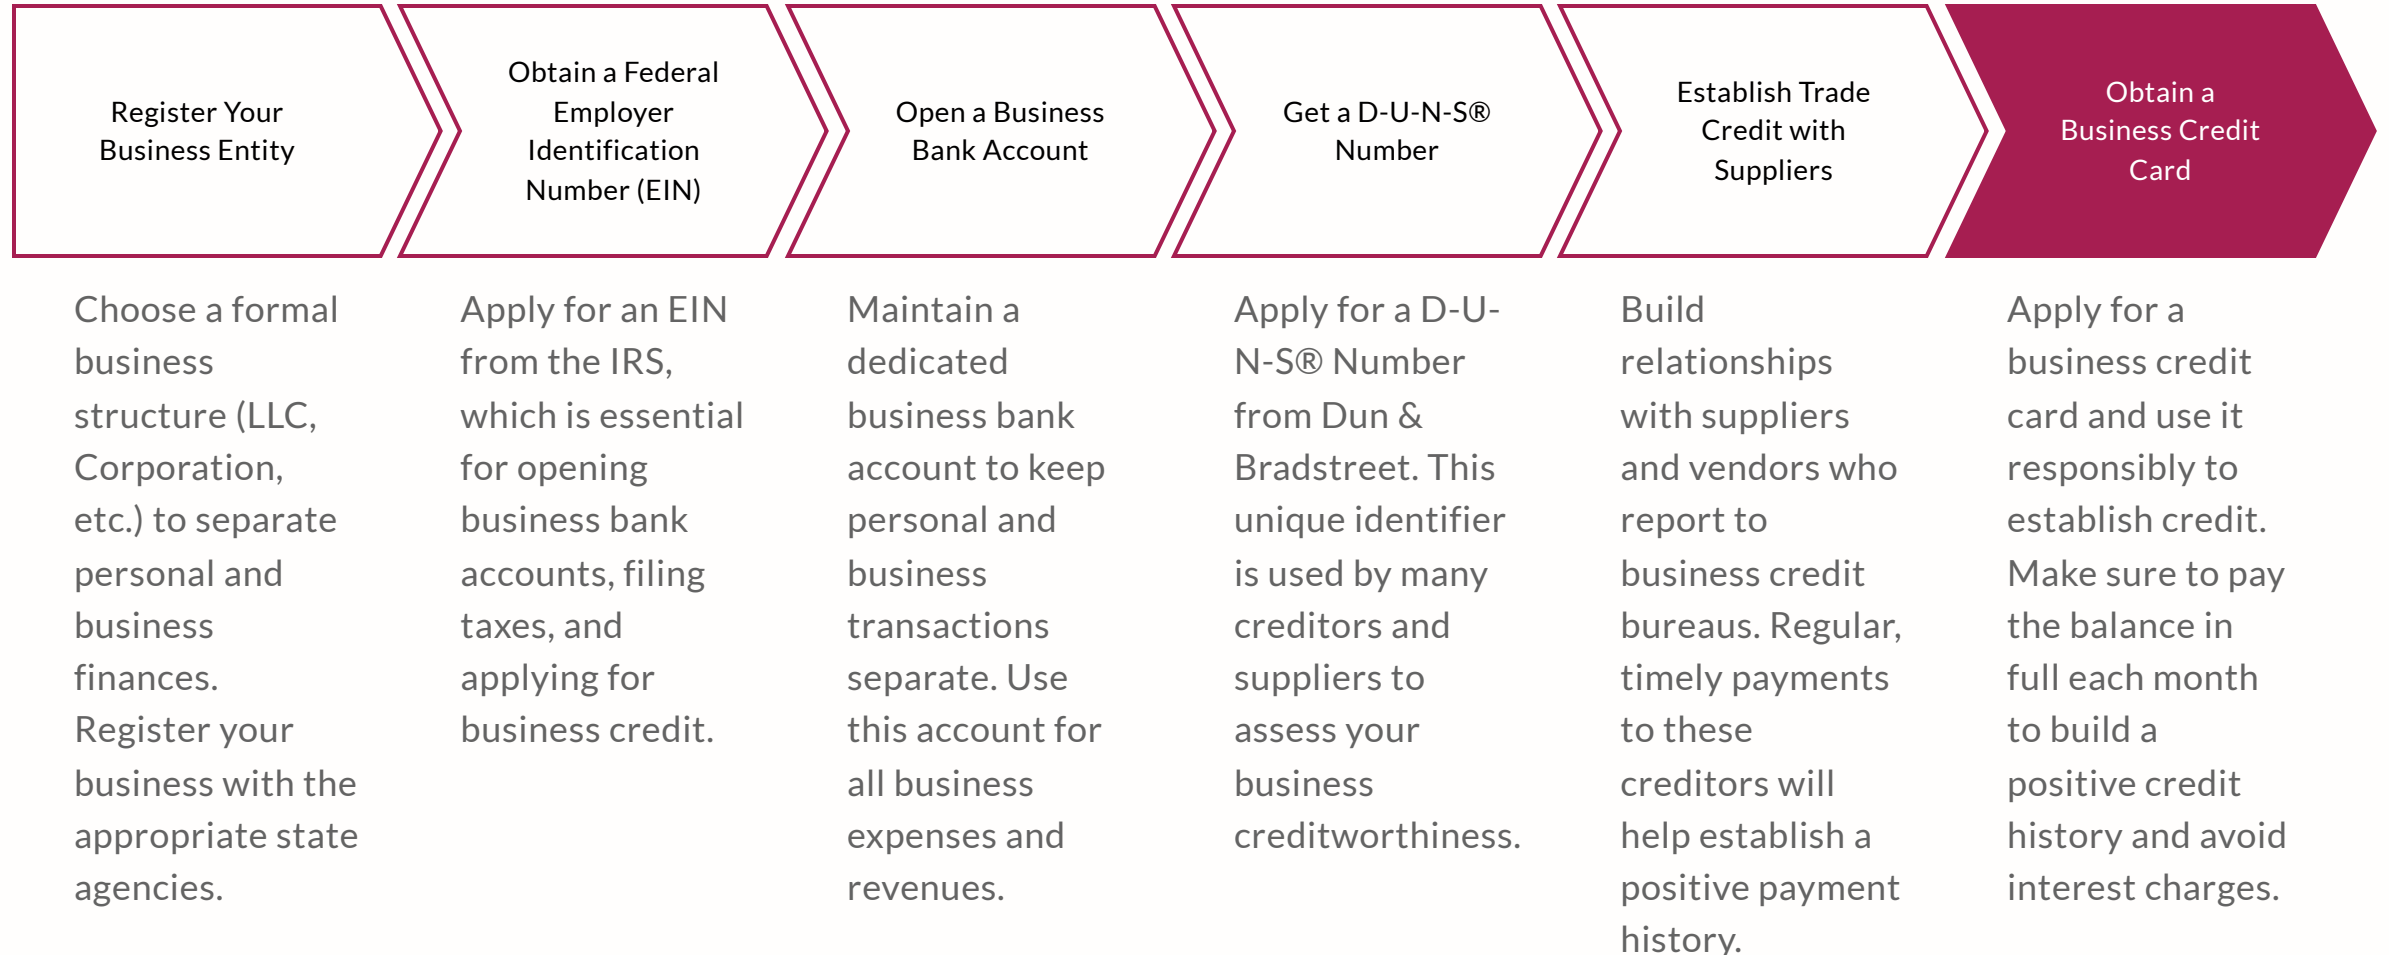 Register Your
Business Entity
Obtain a Federal
Employer
Identification
Number (EIN)
Open a Business
Bank Account
Get a D-U-N-S®
Number
Establish Trade
Credit with
Suppliers
Obtain a
Business Credit
Card
Choose a formal
business
structure (LLC,
Corporation,
etc.) to separate
personal and
business
finances.
Register your
business with the
appropriate state
agencies.
Apply for an EIN
from the IRS,
which is essential
for opening
business bank
accounts, filing
taxes, and
applying for
business credit.
Maintain a
dedicated
business bank
account to keep
personal and
business
transactions
separate. Use
this account for
all business
expenses and
revenues.
Apply for a D-U-
N-S® Number
from Dun &
Bradstreet. This
unique identifier
is used by many
creditors and
suppliers to
assess your
business
creditworthiness.
Build
relationships
with suppliers
and vendors who
report to
business credit
bureaus. Regular,
timely payments
to these
creditors will
help establish a
positive payment
history.
Apply for a
business credit
card and use it
responsibly to
establish credit.
Make sure to pay
the balance in
full each month
to build a
positive credit
history and avoid
interest charges.